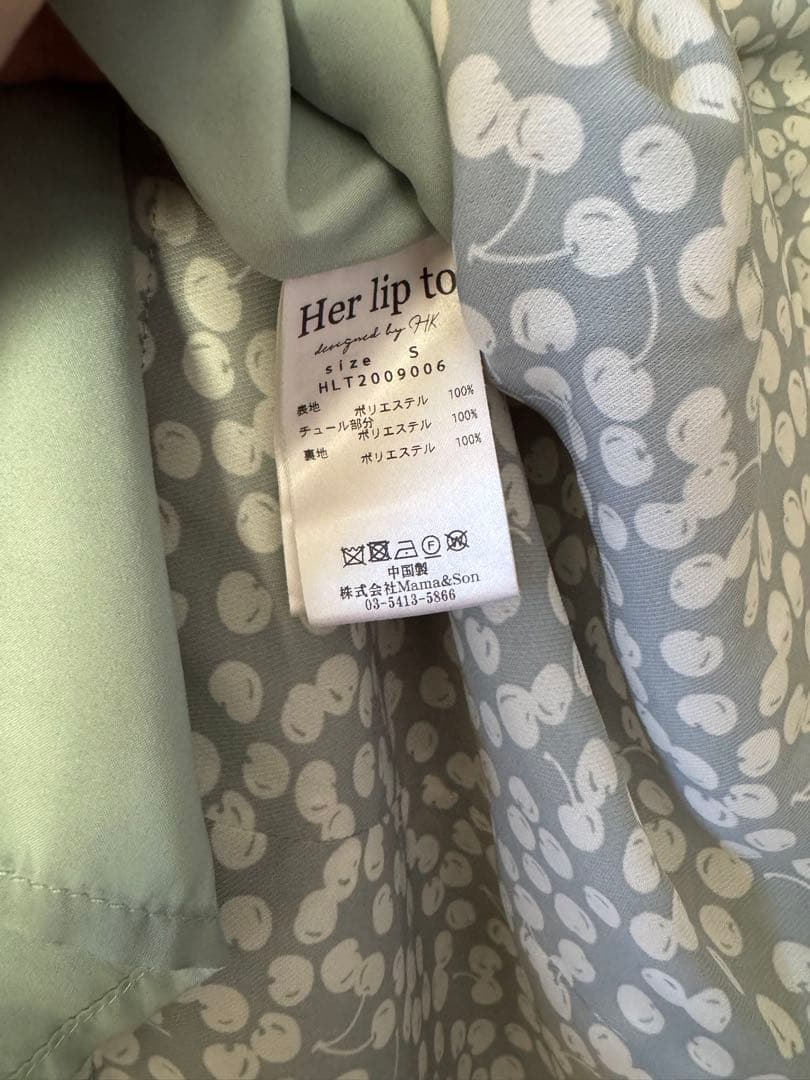 Her lip to
designed by HK
size S
HLT2009006
表地 ポリエステル 100%
チュール部分
ポリエステル 100%
裏地 ポリエステル 100%
F W
中国製
株式会社Mama&Son
03-5413-5866